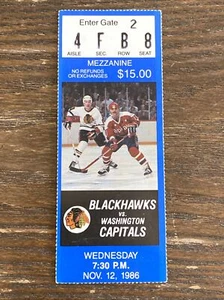 Enter Gate 2
4 F B 8
AISLE SEC. ROW SEAT
MEZZANINE
NO REFUNDS
OR EXCHANGES
$15.00
BLACKHAWKS
VS.
WASHINGTON
CAPITALS
WEDNESDAY
7:30 P.M.
NOV. 12, 1986